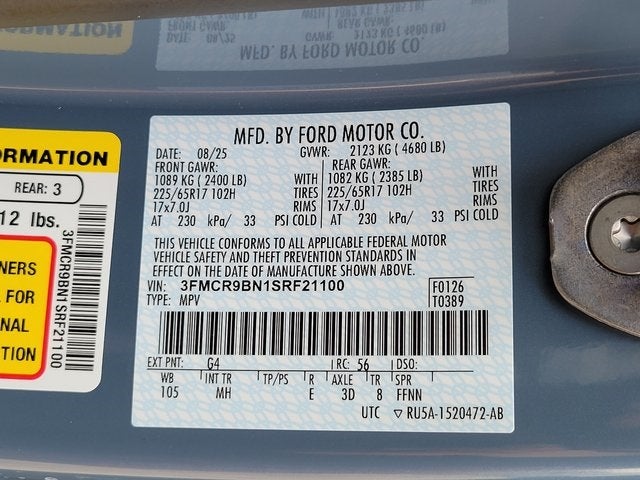 MFD. BY FORD MOTOR CO.
DATE: 08/25 GVWR: 2123 KG ( 4680 LB)
FRONT GAWR: REAR GAWR:
1089 KG ( 2400 LB) WITH 1082 KG ( 2385 LB) WITH
225/65R17 102H TIRES 225/65R17 102H TIRES
17x7.0J RIMS 17x7.0J RIMS
AT 230 kPa/ 33 PSI COLD AT 230 kPa/ 33 PSI COLD
THIS VEHICLE CONFORMS TO ALL APPLICABLE FEDERAL MOTOR
VEHICLE SAFETY AND THEFT PREVENTION STANDARDS IN
EFFECT ON THE DATE OF MANUFACTURE SHOWN ABOVE.
VIN: 3FMCR9BN1SRF21100 F0126
TYPE: MPV T0389
EXT PNT: G4 RC: 56 DSO:
WB INT TR TP/PS R AXLE TR SPR
105 MH E 3D 8 FFNN
UTC ▽ RU5A-1520472-AB
ORMATION
REAR: 3
12 lbs.
NERS
L FOR
NAL
TION
3FMCR9BN1SRF21100